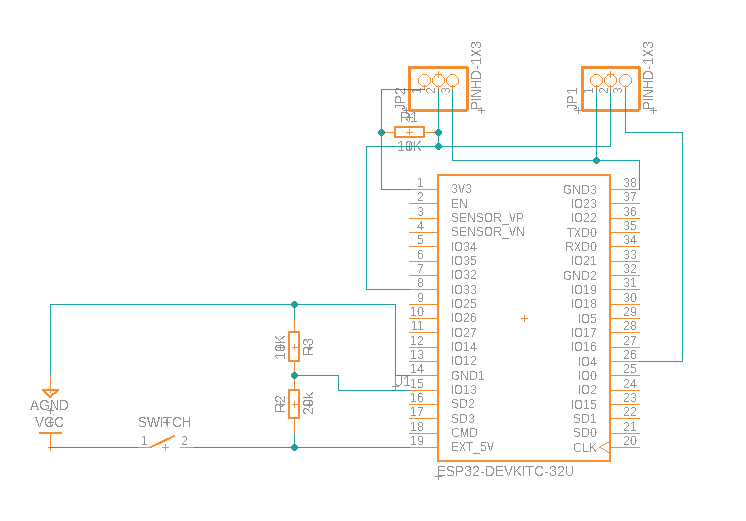 PINHD-1X3
PINHD-1X3
JP2
1
2
3
JP1
1
2
3
R1
10K
1 3V3 GND3 38
2 EN IO23 37
3 SENSOR_VP IO22 36
4 SENSOR_VN TXD0 35
5 IO34 RXD0 34
6 IO35 IO21 33
7 IO32 GND2 32
8 IO33 IO19 31
9 IO25 IO18 30
10 IO26 IO5 29
11 IO27 IO17 28
12 IO14 IO16 27
13 IO12 IO4 26
14 GND1 IO0 25
15 IO13 IO2 24
16 SD2 IO15 23
17 SD3 SD1 22
18 CMD SD0 21
19 EXT_5V CLK 20
U1
ESP32-DEVKITC-32U
10K
R3
R2
20k
AGND
VCC
SWITCH
1
2